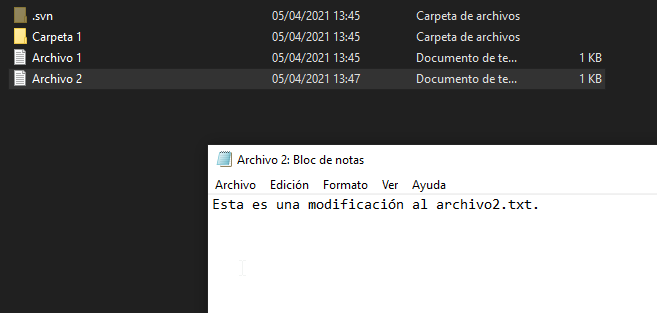 .svn 05/04/2021 13:45 Carpeta de archivos
Carpeta 1 05/04/2021 13:45 Carpeta de archivos
Archivo 1 05/04/2021 13:45 Documento de te... 1 KB
Archivo 2 05/04/2021 13:47 Documento de te... 1 KB
Archivo 2: Bloc de notas
Archivo Edición Formato Ver Ayuda
Esta es una modificación al archivo2.txt.